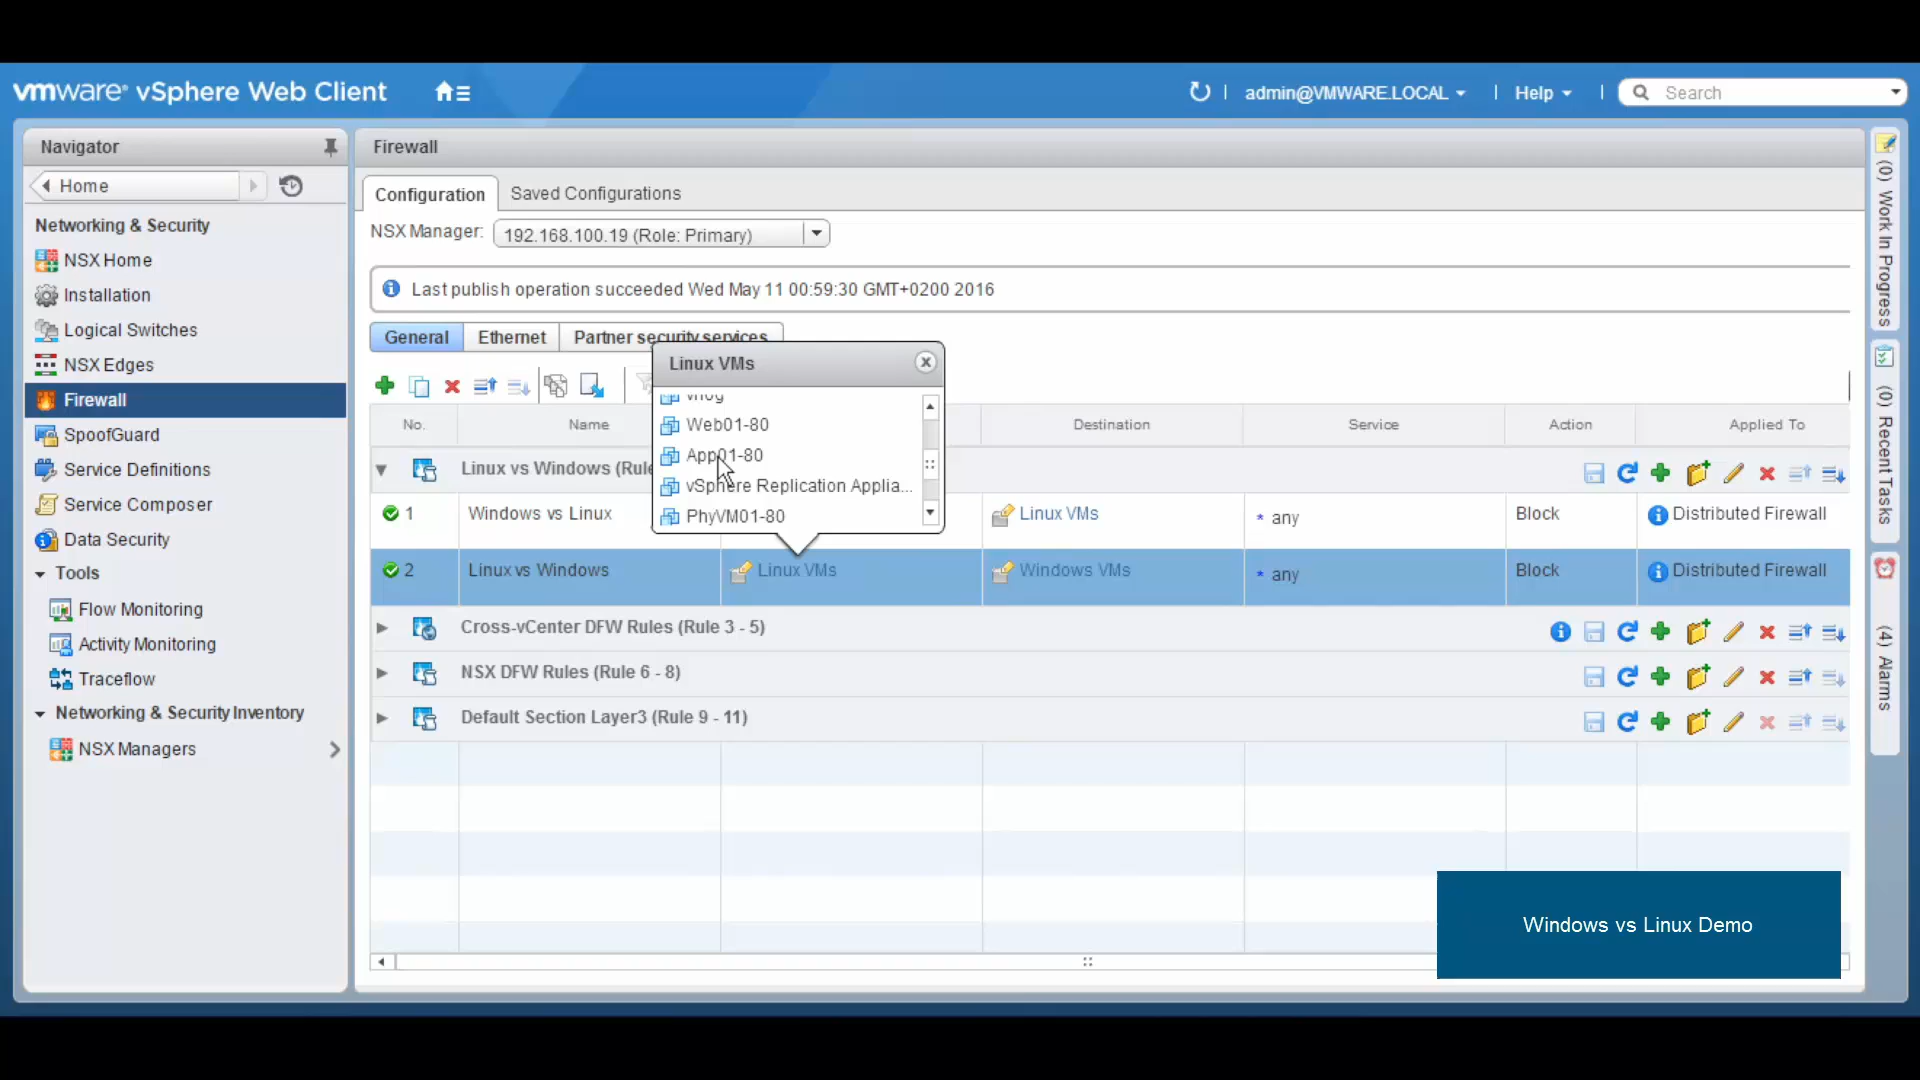 vmware® vSphere Web Client
admin@VMWARE.LOCAL
Help
Search
Navigator
Home
Networking & Security
NSX Home
Installation
Logical Switches
NSX Edges
Firewall
SpoofGuard
Service Definitions
Service Composer
Data Security
Tools
Flow Monitoring
Activity Monitoring
Traceflow
Networking & Security Inventory
NSX Managers
Firewall
Configuration Saved Configurations
NSX Manager: 192.168.100.19 (Role: Primary)
Last publish operation succeeded Wed May 11 00:59:30 GMT+0200 2016
General Ethernet Partner security services
Linux VMs
Web01-80
App01-80
vSphere Replication Applia...
PhyVM01-80
No. Name Destination Service Action Applied To
Linux vs Windows
1 Windows vs Linux Linux VMs * any Block Distributed Firewall
2 Linux vs Windows Linux VMs Windows VMs * any Block Distributed Firewall
Cross-vCenter DFW Rules (Rule 3 - 5)
NSX DFW Rules (Rule 6 - 8)
Default Section Layer3 (Rule 9 - 11)
Windows vs Linux Demo
(0) Work In Progress
(0) Recent Tasks
(4) Alarms